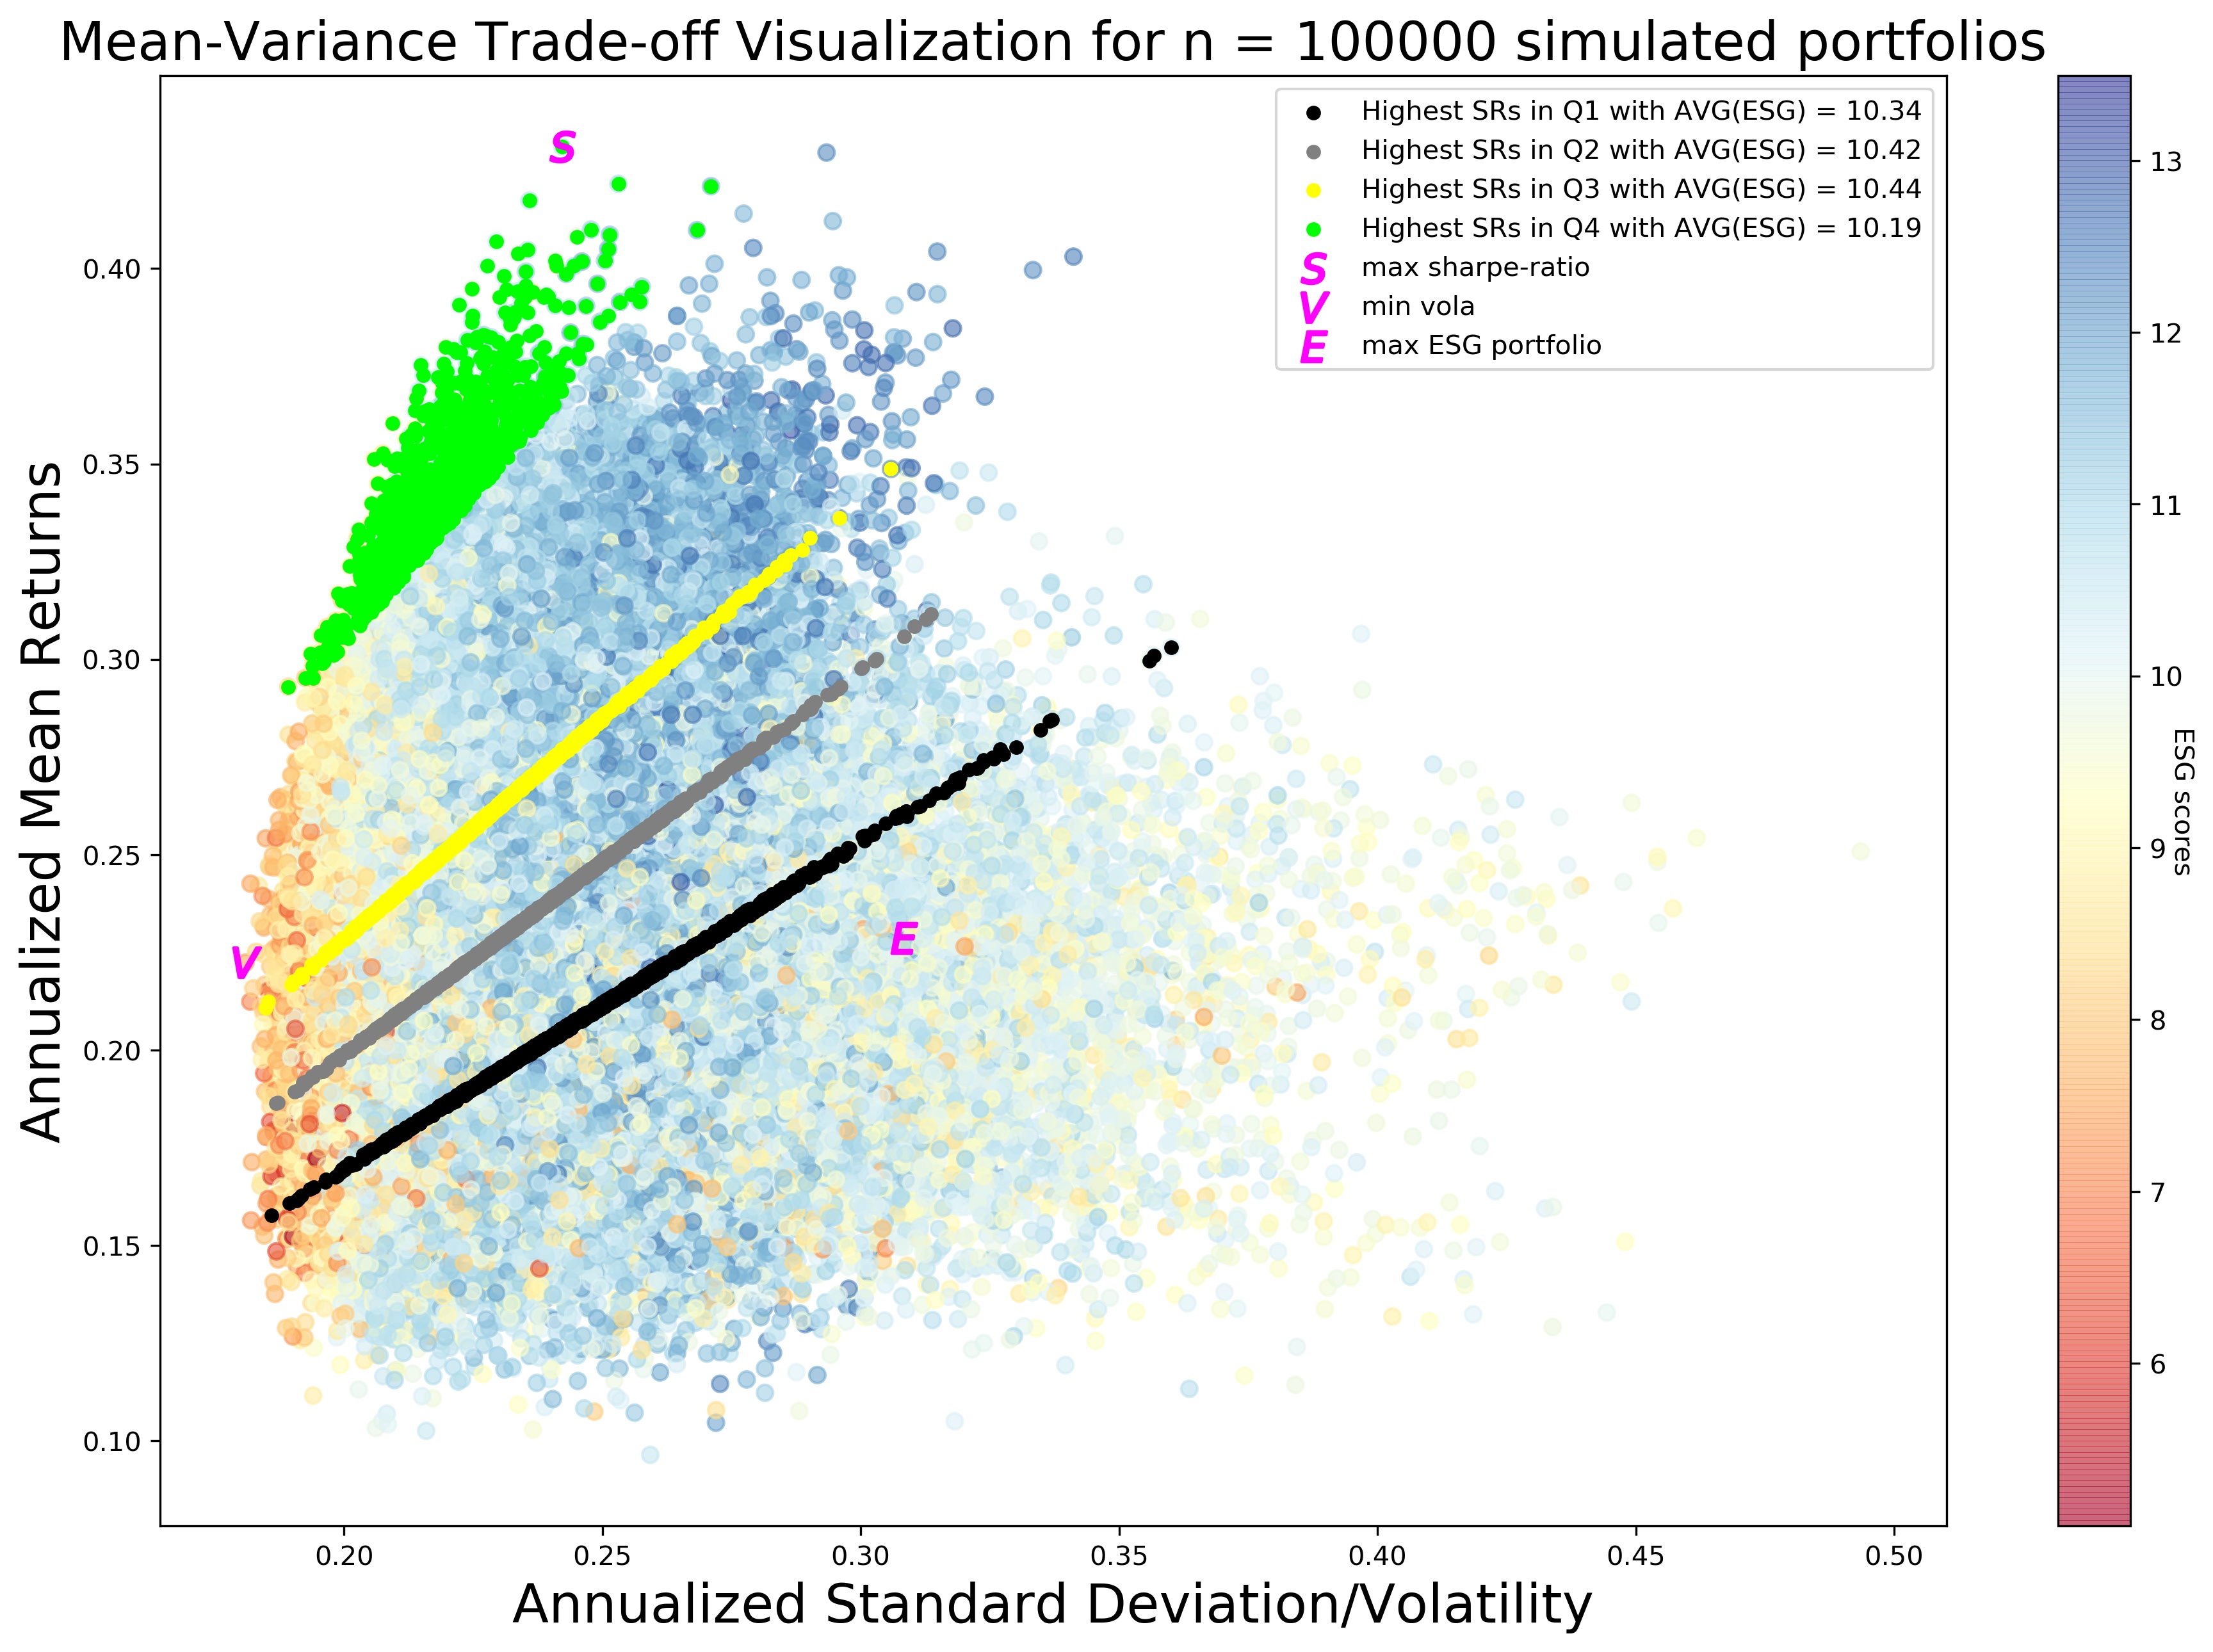 Mean-Variance Trade-off Visualization for n = 100000 simulated portfolios
Highest SRs in Q1 with AVG(ESG) = 10.34
Highest SRs in Q2 with AVG(ESG) = 10.42
Highest SRs in Q3 with AVG(ESG) = 10.44
Highest SRs in Q4 with AVG(ESG) = 10.19
S max sharpe-ratio
V min vola
E max ESG portfolio
S
V
E
Annualized Mean Returns
0.40
0.35
0.30
0.25
0.20
0.15
0.10
0.20 0.25 0.30 0.35 0.40 0.45 0.50
Annualized Standard Deviation/Volatility
13
12
11
10
9
8
7
6
ESG scores